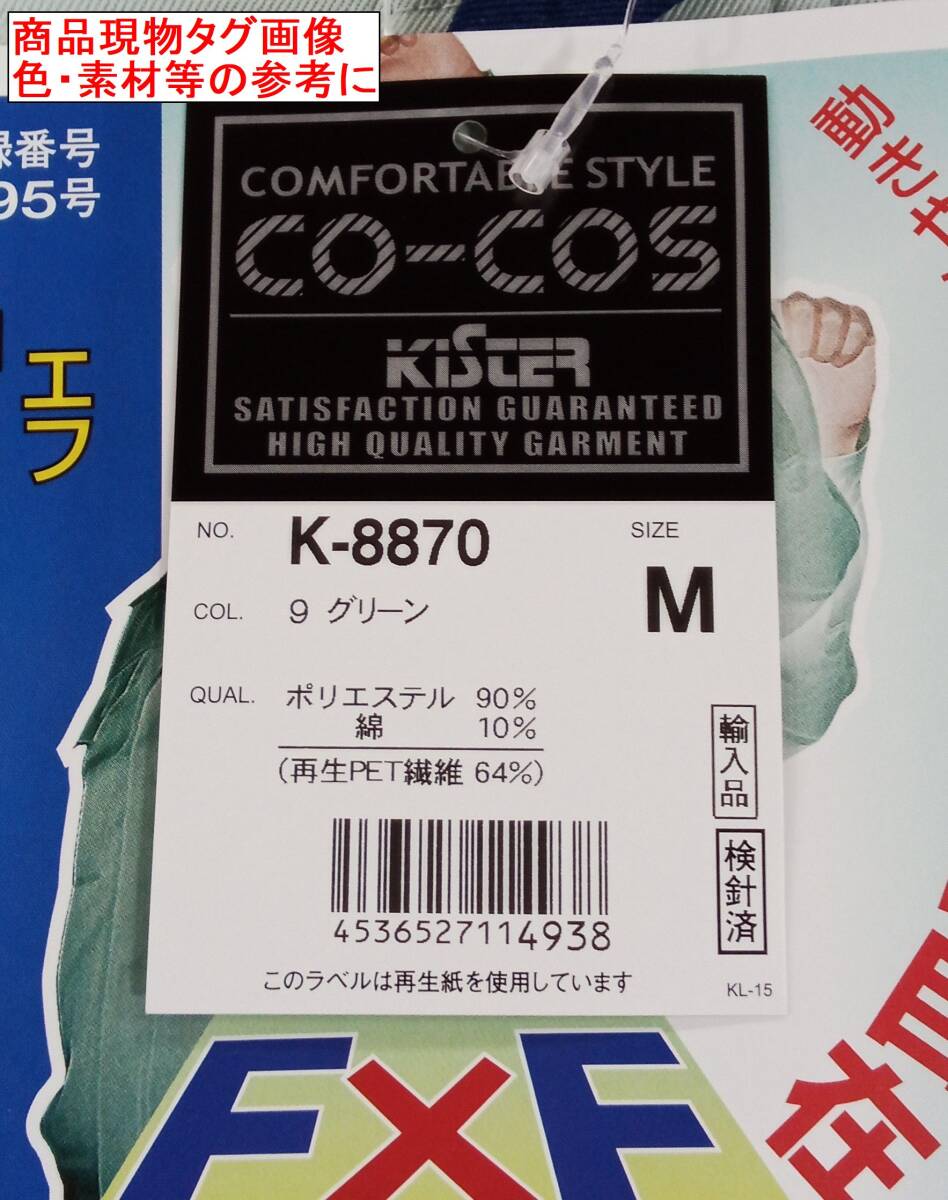 商品現物タグ画像
色・素材等の参考に
録番号
95号
エフ
動きやす
COMFORTABLE STYLE
CO-COS
KISTER
SATISFACTION GUARANTEED
HIGH QUALITY GARMENT
NO. K-8870
SIZE M
COL. 9 グリーン
QUAL. ポリエステル 90%
綿 10%
(再生PET繊維 64%)
輸入品
検針済
4536527114938
このラベルは再生紙を使用しています
KL-15
F×F
自在